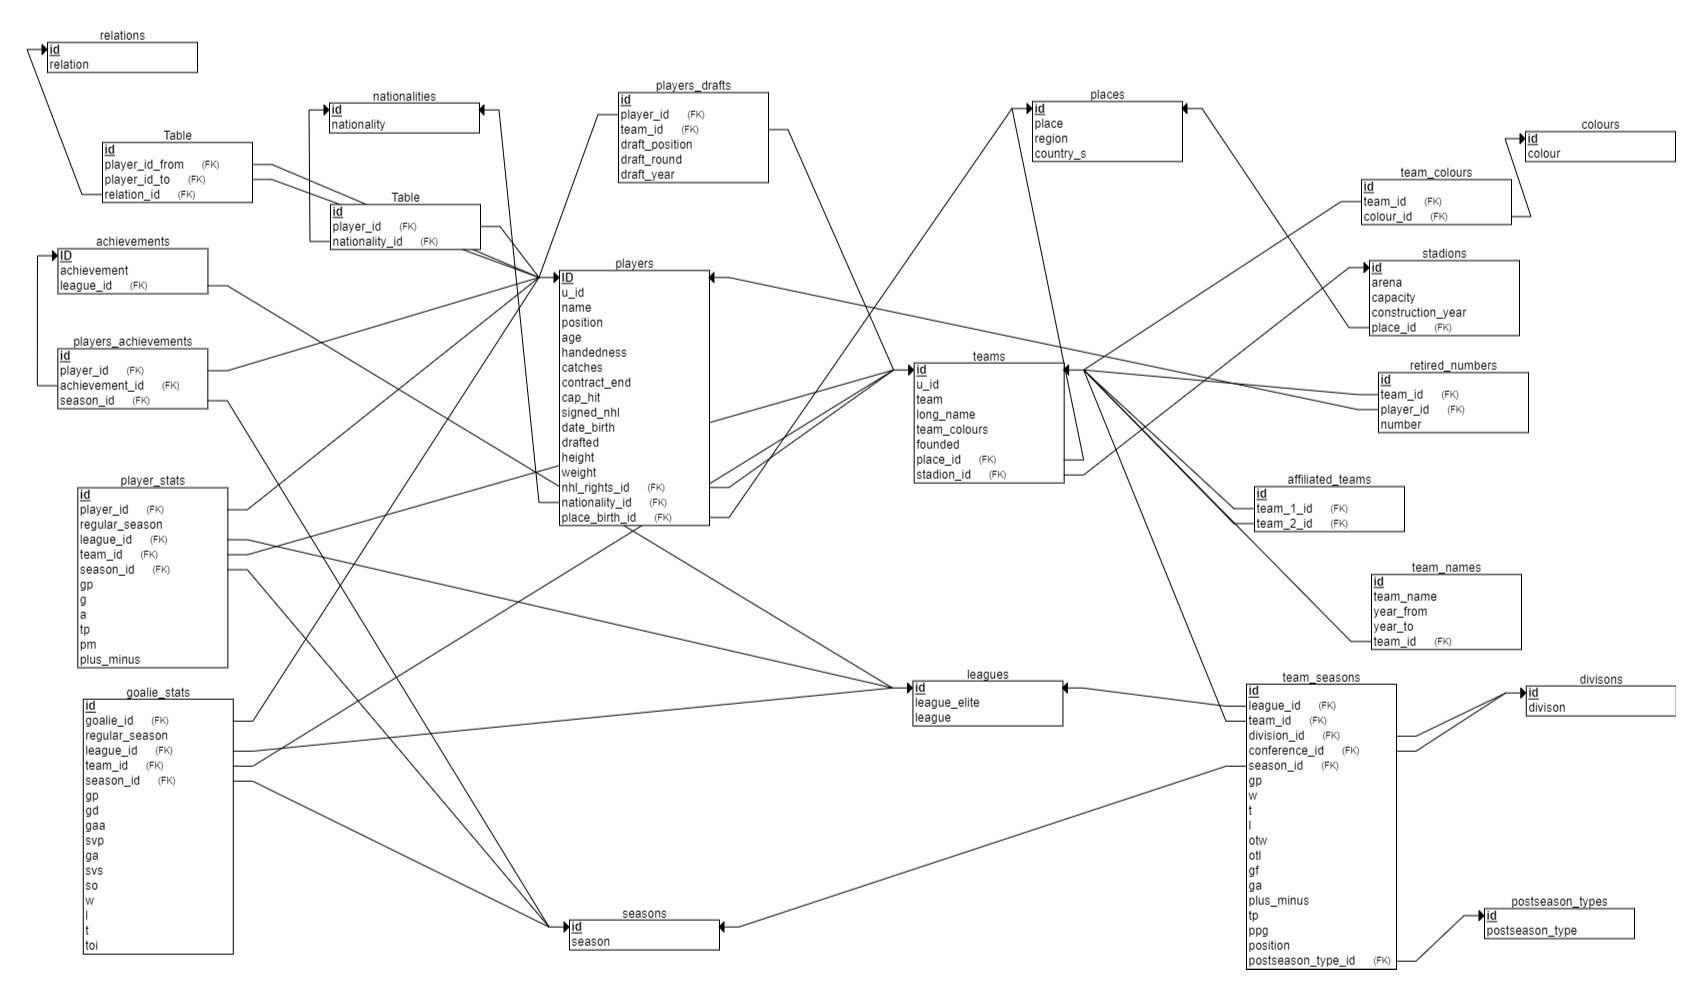 relations
id
relation
Table
id
player_id_from (FK)
player_id_to (FK)
relation_id (FK)
nationalities
id
nationality
Table
id
player_id (FK)
nationality_id (FK)
players_drafts
id
player_id (FK)
team_id (FK)
draft_position
draft_round
draft_year
places
id
place
region
country_s
colours
id
colour
team_colours
id
team_id (FK)
colour_id (FK)
achievements
ID
achievement
league_id (FK)
players_achievements
id
player_id (FK)
achievement_id (FK)
season_id (FK)
players
ID
u_id
name
position
age
handedness
catches
contract_end
cap_hit
signed_nhl
date_birth
drafted
height
weight
nhl_rights_id (FK)
nationality_id (FK)
place_birth_id (FK)
teams
id
u_id
team
long_name
team_colours
founded
place_id (FK)
stadion_id (FK)
stadions
id
arena
capacity
construction_year
place_id (FK)
retired_numbers
id
team_id (FK)
player_id (FK)
number
affiliated_teams
id
team_1_id (FK)
team_2_id (FK)
team_names
id
team_name
year_from
year_to
team_id (FK)
player_stats
id
player_id (FK)
regular_season
league_id (FK)
team_id (FK)
season_id (FK)
gp
g
a
tp
pm
plus_minus
goalie_stats
id
goalie_id (FK)
regular_season
league_id (FK)
team_id (FK)
season_id (FK)
gp
gd
gaa
svp
ga
svs
so
w
l
t
toi
leagues
id
league_elite
league
seasons
id
season
team_seasons
id
league_id (FK)
team_id (FK)
division_id (FK)
conference_id (FK)
season_id (FK)
gp
w
t
l
otw
otl
gf
ga
plus_minus
tp
ppg
position
postseason_type_id (FK)
divisons
id
divison
postseason_types
id
postseason_type